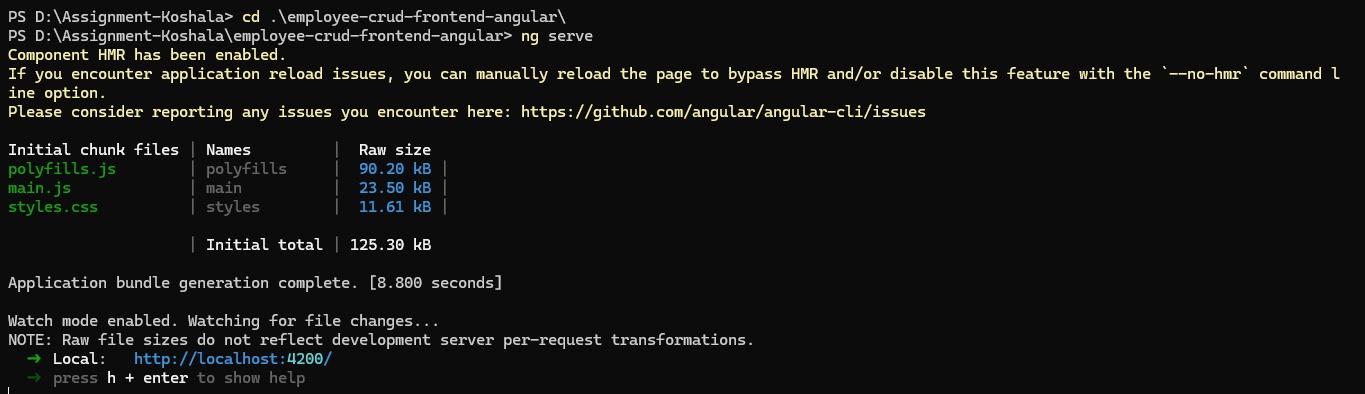 PS D:\Assignment-Koshala> cd .\employee-crud-frontend-angular\
PS D:\Assignment-Koshala\employee-crud-frontend-angular> ng serve
Component HMR has been enabled.
If you encounter application reload issues, you can manually reload the page to bypass HMR and/or disable this feature with the `--no-hmr` command l
ine option.
Please consider reporting any issues you encounter here: https://github.com/angular/angular-cli/issues
Initial chunk files | Names | Raw size
polyfills.js | polyfills | 90.20 kB |
main.js | main | 23.50 kB |
styles.css | styles | 11.61 kB |
| Initial total | 125.30 kB
Application bundle generation complete. [8.800 seconds]
Watch mode enabled. Watching for file changes...
NOTE: Raw file sizes do not reflect development server per-request transformations.
➜ Local: http://localhost:4200/
➜ press h + enter to show help